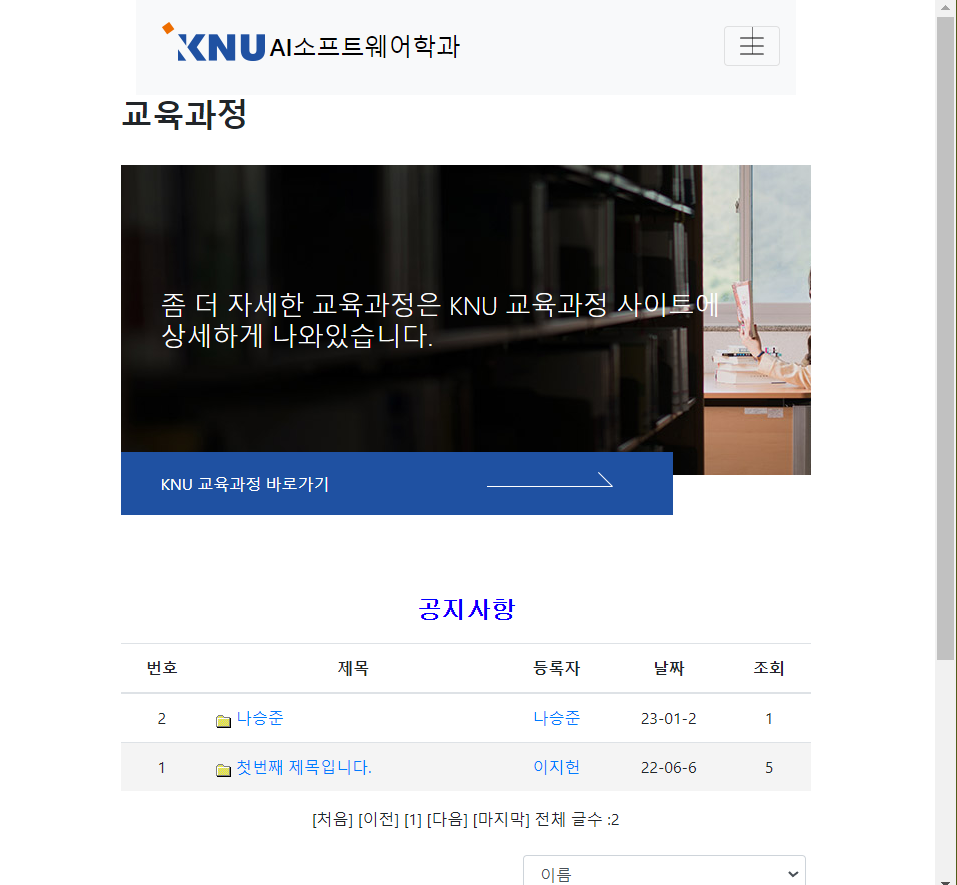 KNU AI소프트웨어학과
교육과정
좀 더 자세한 교육과정은 KNU 교육과정 사이트에
상세하게 나와있습니다.
KNU 교육과정 바로가기
공지사항
번호 제목 등록자 날짜 조회
2 나승준 나승준 23-01-2 1
1 첫번째 제목입니다. 이지헌 22-06-6 5
[처음] [이전] [1] [다음] [마지막] 전체 글수 :2
이름